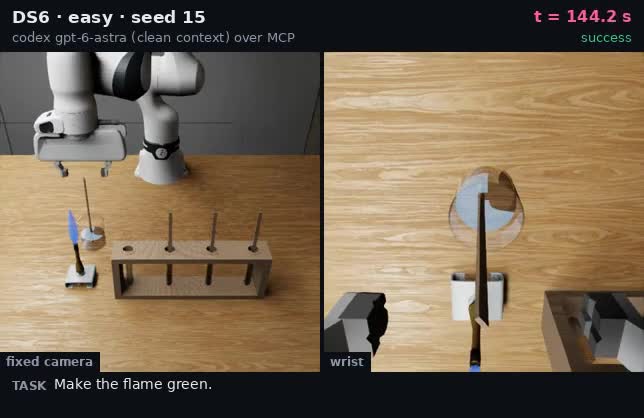 DS6 · easy · seed 15
t = 144.2 s
codex gpt-6-astra (clean context) over MCP
success
fixed camera
wrist
TASK Make the flame green.